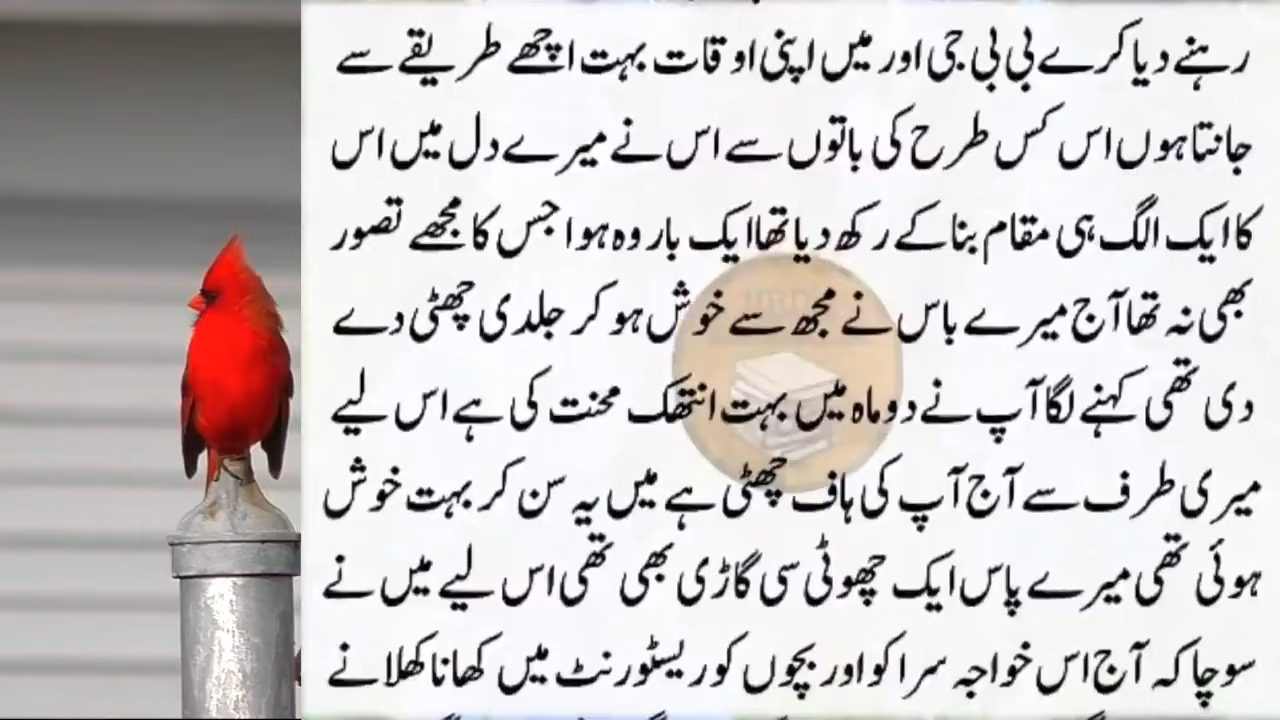 رہنے دیا کرے بی بی جی اور میں اپنی اوقات بہت اچھے طریقے سے
جانتا ہوں اس کس طرح کی باتوں سے اس نے میرے دل میں اس
کا ایک الگ ہی مقام بنا کے رکھ دیا تھا ایک بار وہ ہوا جس کا مجھے تصور
بھی نہ تھا آج میرے باس نے مجھ سے خوش ہو کر جلدی چھٹی دے
دی تھی کہنے لگا آپ نے دو ماہ میں بہت انتھک محنت کی ہے اس لیے
میری طرف سے آج آپ کی ہاف چھٹی ہے میں یہ سن کر بہت خوش
ہوئی تھی میرے پاس ایک چھوٹی سی گاڑی بھی تھی اس لیے میں نے
سوچا کہ آج اس خواجہ سرا کو اور بچوں کو ریسٹورنٹ میں کھانا کھلانے